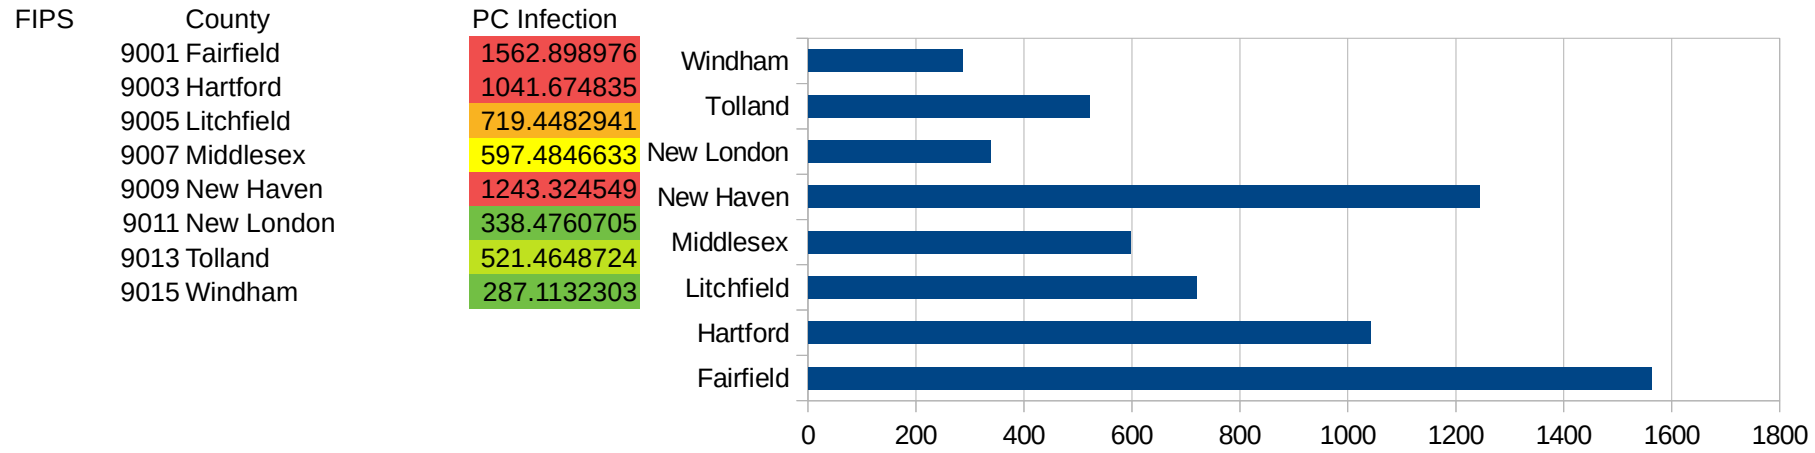 FIPS County PC Infection
9001 Fairfield 1562.898976
9003 Hartford 1041.674835
9005 Litchfield 719.4482941
9007 Middlesex 597.4846633
9009 New Haven 1243.324549
9011 New London 338.4760705
9013 Tolland 521.4648724
9015 Windham 287.1132303
Windham
Tolland
New London
New Haven
Middlesex
Litchfield
Hartford
Fairfield
0 200 400 600 800 1000 1200 1400 1600 1800